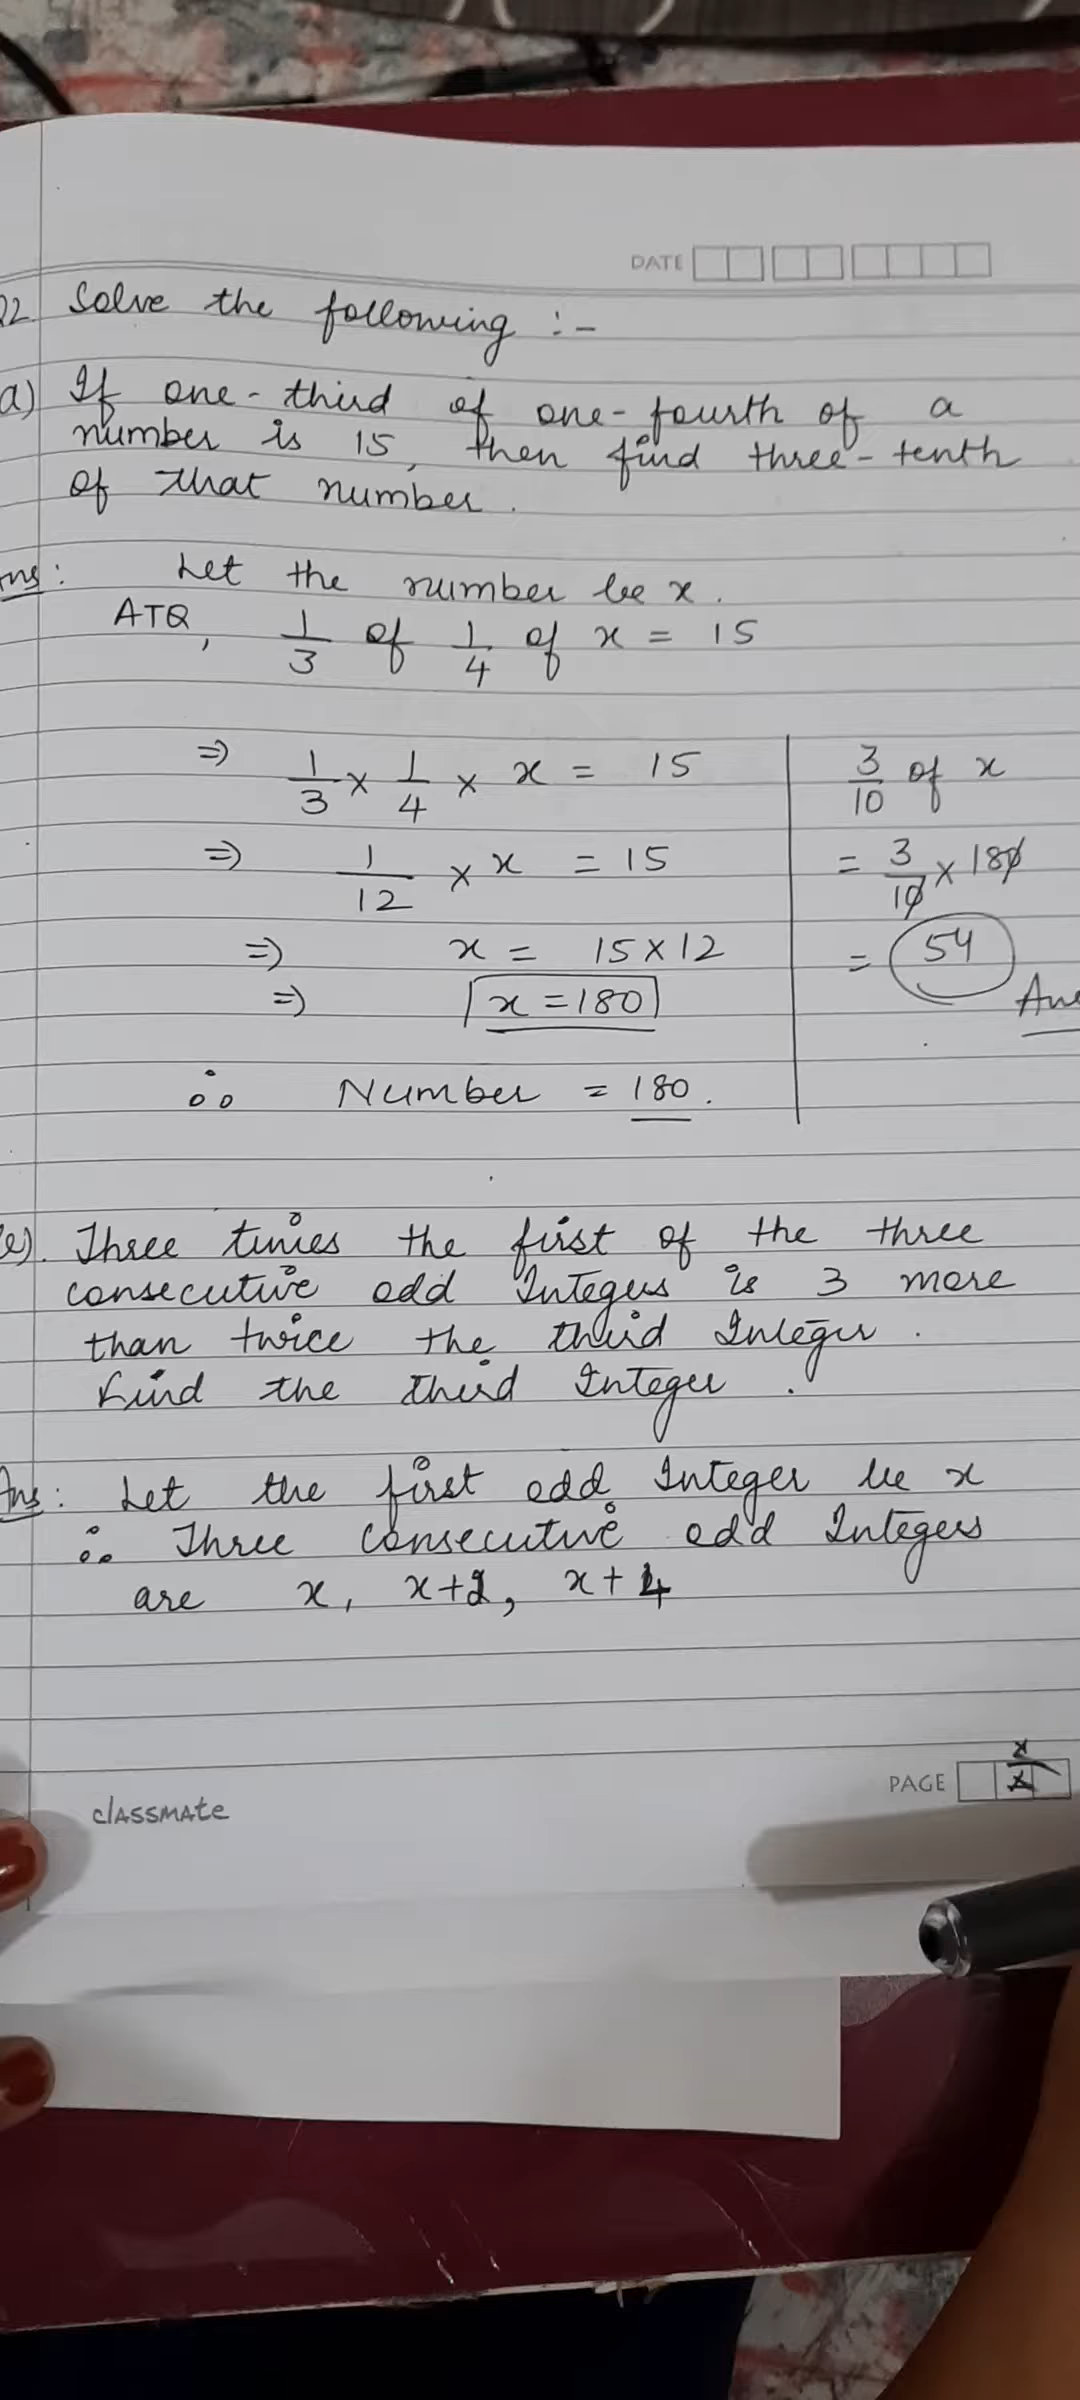 DATE
Q2. Solve the following :-
a) If one-third of one-fourth of a
number is 15, then find three-tenth
of that number.
Ans: Let the number be x.
ATQ, 1/3 of 1/4 of x = 15
⇒ 1/3 × 1/4 × x = 15
⇒ 1/12 × x = 15
⇒ x = 15 × 12
⇒ x = 180
∴ Number = 180.
3/10 of x
= 3/10 × 180
= 54
Ans
e). Three times the first of the three
consecutive odd Integers is 3 more
than twice the third Integer.
Find the third Integer.
Ans: Let the first odd Integer be x
∴ Three consecutive odd Integers
are x, x+2, x+4
PAGE
classmate